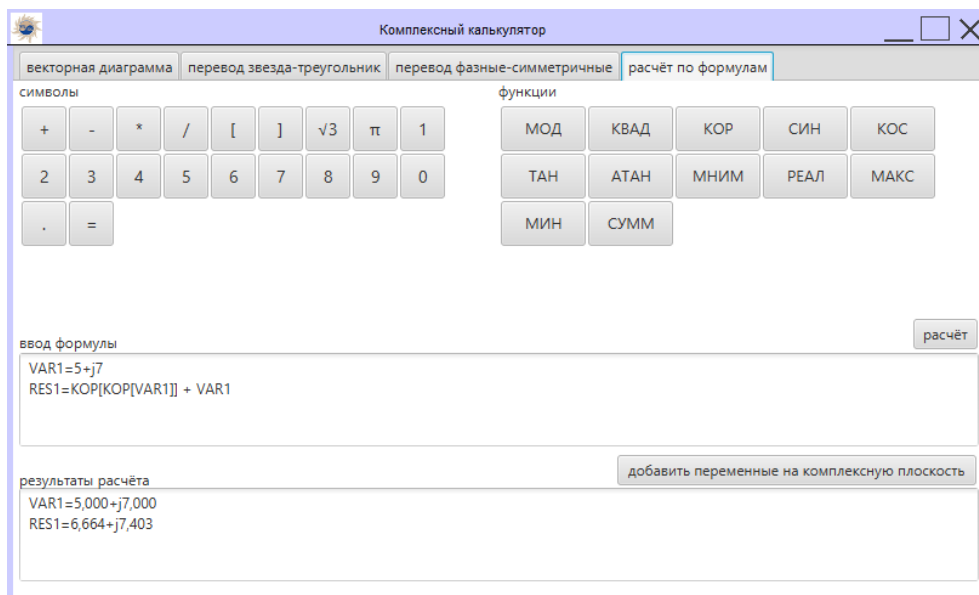 Комплексный калькулятор
векторная диаграмма перевод звезда-треугольник перевод фазные-симметричные расчёт по формулам
символы
+ - * / [ ] √3 π 1
2 3 4 5 6 7 8 9 0
. =
функции
МОД КВАД КОР СИН КОС
ТАН АТАН МНИМ РЕАЛ МАКС
МИН СУММ
расчёт
ввод формулы
VAR1=5+j7
RES1=КОР[КОР[VAR1]] + VAR1
добавить переменные на комплексную плоскость
результаты расчёта
VAR1=5,000+j7,000
RES1=6,664+j7,403